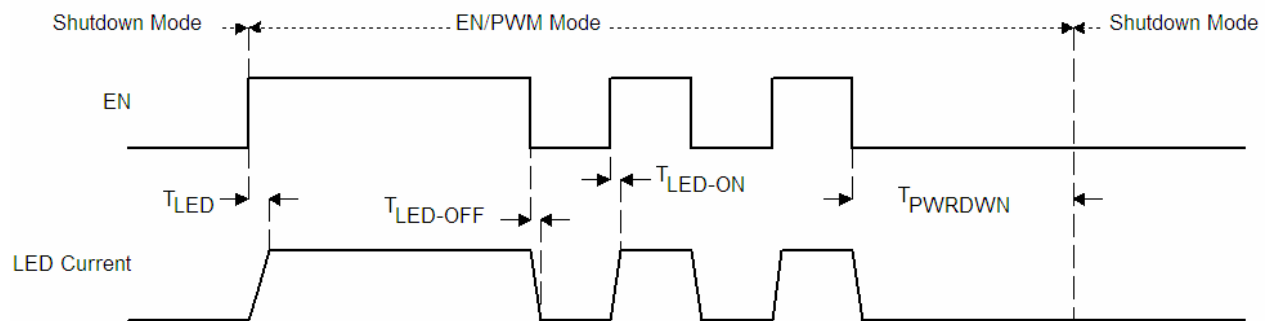 Shutdown Mode
EN/PWM Mode
Shutdown Mode
EN
TLED
TLED-OFF
TLED-ON
TPWRDWN
LED Current